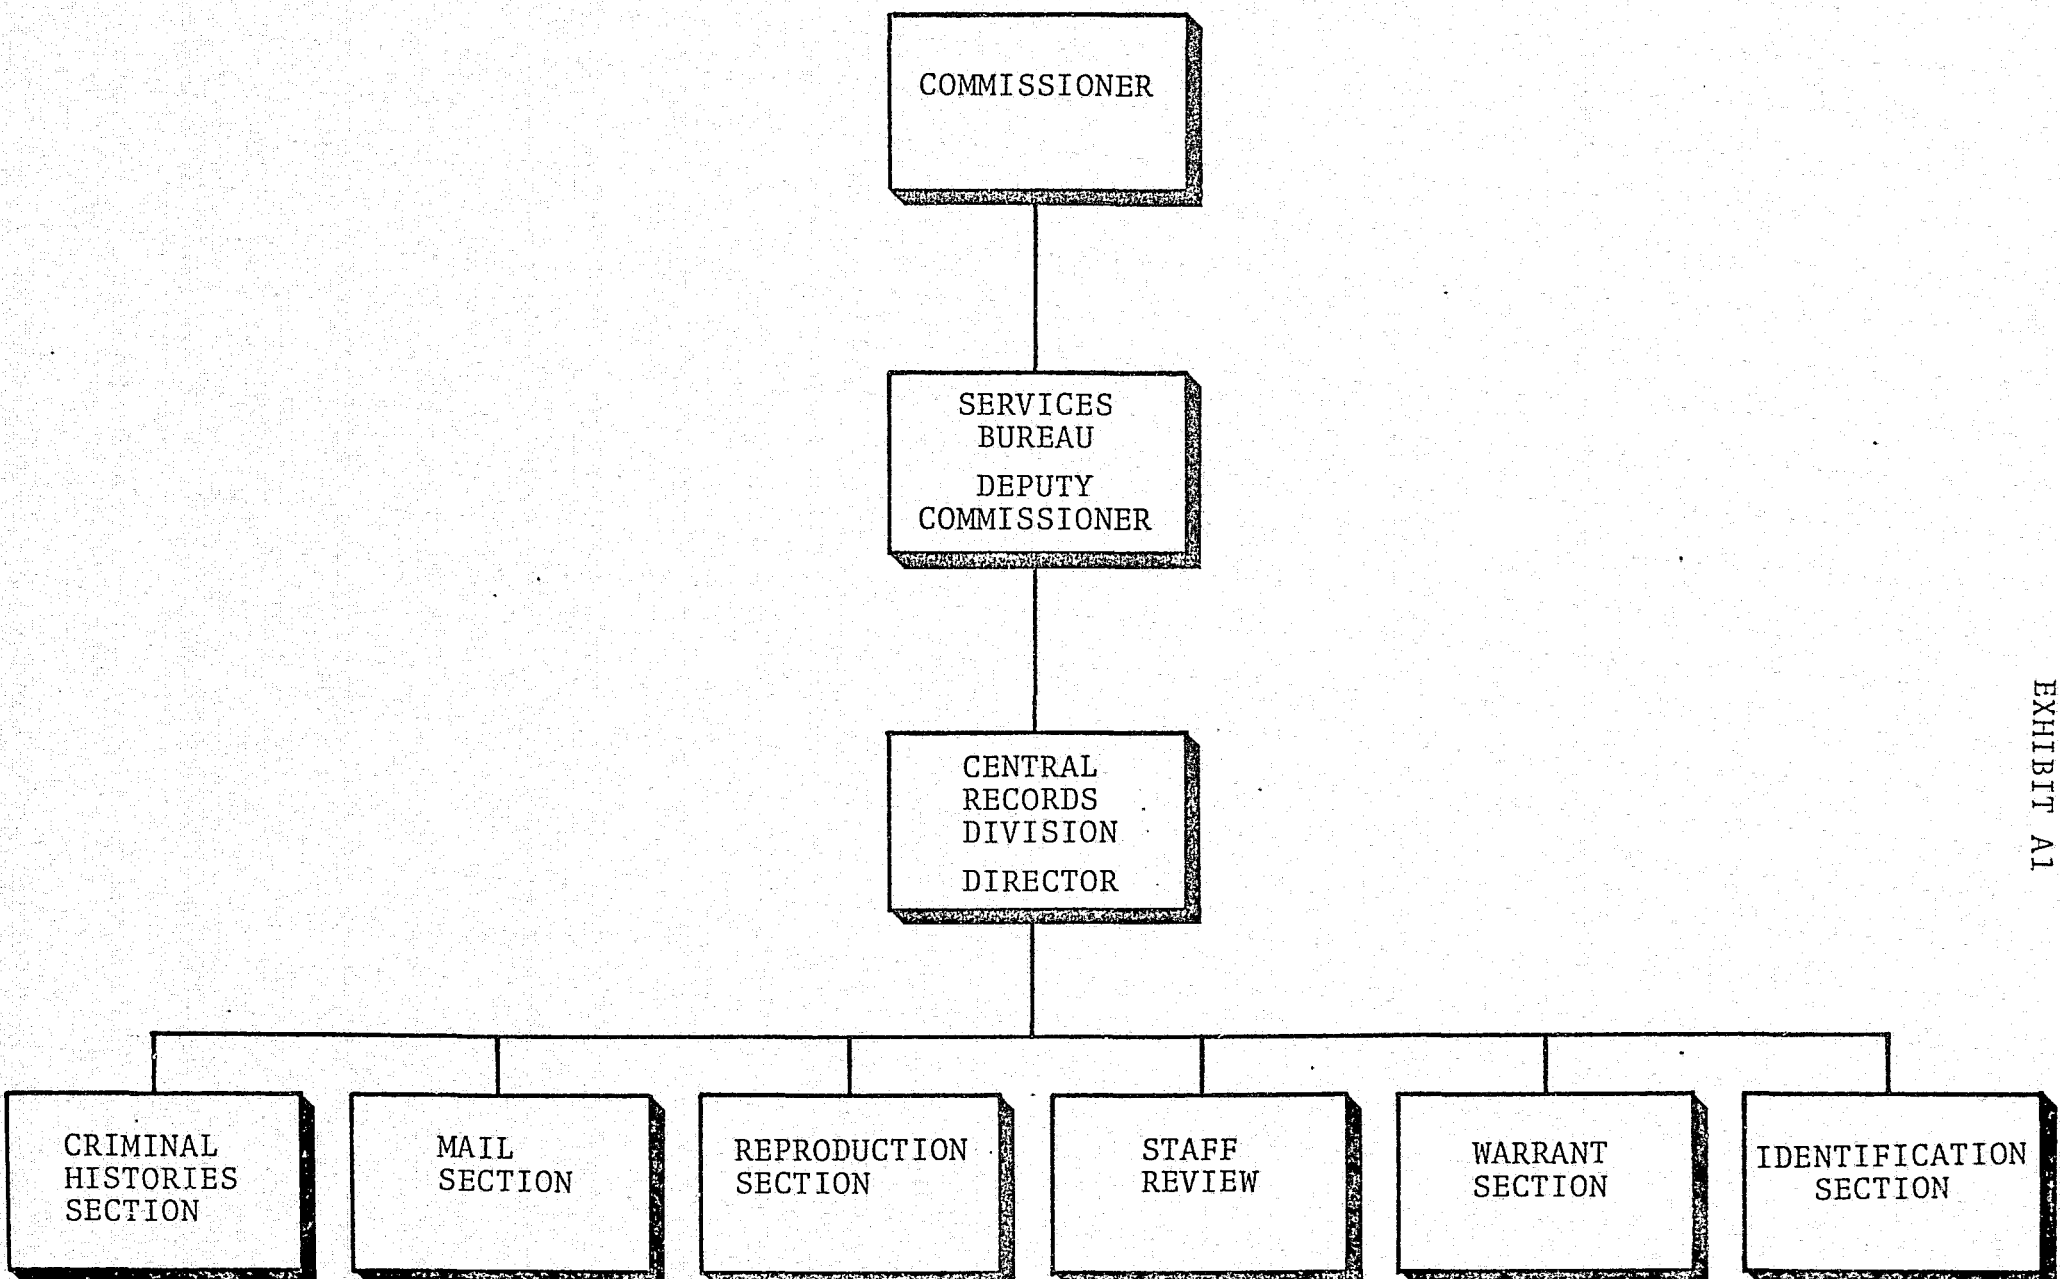 COMMISSIONER
SERVICES
BUREAU
DEPUTY
COMMISSIONER
CENTRAL
RECORDS
DIVISION
DIRECTOR
CRIMINAL
HISTORIES
SECTION
MAIL
SECTION
REPRODUCTION
SECTION
STAFF
REVIEW
WARRANT
SECTION
IDENTIFICATION
SECTION
EXHIBIT A1